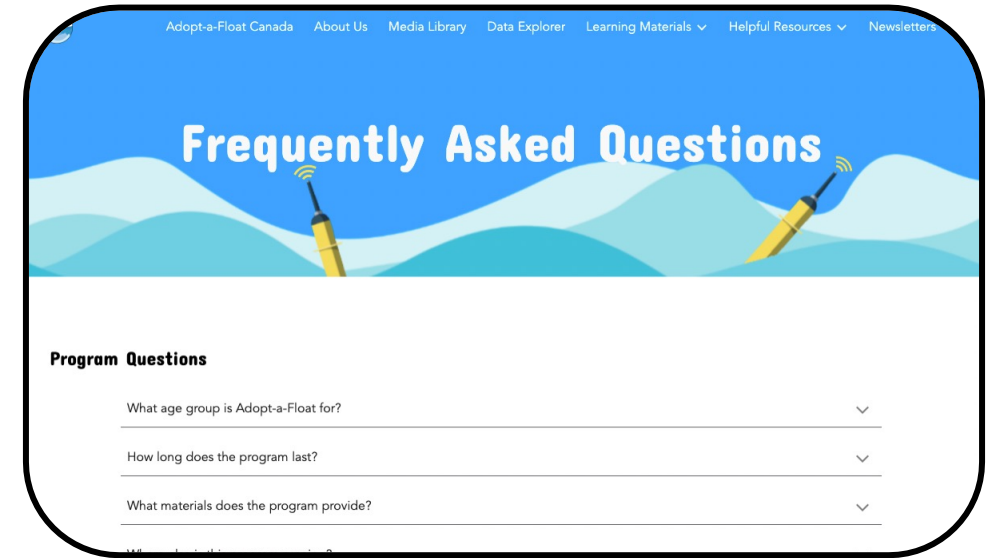 Adopt-a-Float Canada About Us Media Library Data Explorer Learning Materials Helpful Resources Newsletters
Frequently Asked Questions
Program Questions
What age group is Adopt-a-Float for?
How long does the program last?
What materials does the program provide?